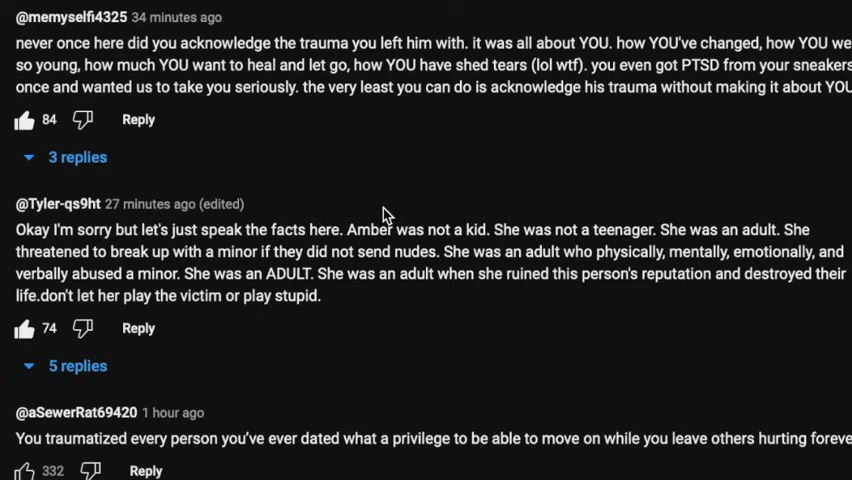 @memyselfi4325 34 minutes ago
never once here did you acknowledge the trauma you left him with. it was all about YOU. how YOU've changed, how YOU we
so young, how much YOU want to heal and let go, how YOU have shed tears (lol wtf). you even got PTSD from your sneakers
once and wanted us to take you seriously. the very least you can do is acknowledge his trauma without making it about YOU
84 Reply
3 replies
@Tyler-qs9ht 27 minutes ago (edited)
Okay I'm sorry but let's just speak the facts here. Amber was not a kid. She was not a teenager. She was an adult. She
threatened to break up with a minor if they did not send nudes. She was an adult who physically, mentally, emotionally, and
verbally abused a minor. She was an ADULT. She was an adult when she ruined this person's reputation and destroyed their
life.don't let her play the victim or play stupid.
74 Reply
5 replies
@aSewerRat69420 1 hour ago
You traumatized every person you've ever dated what a privilege to be able to move on while you leave others hurting foreve
332 Reply